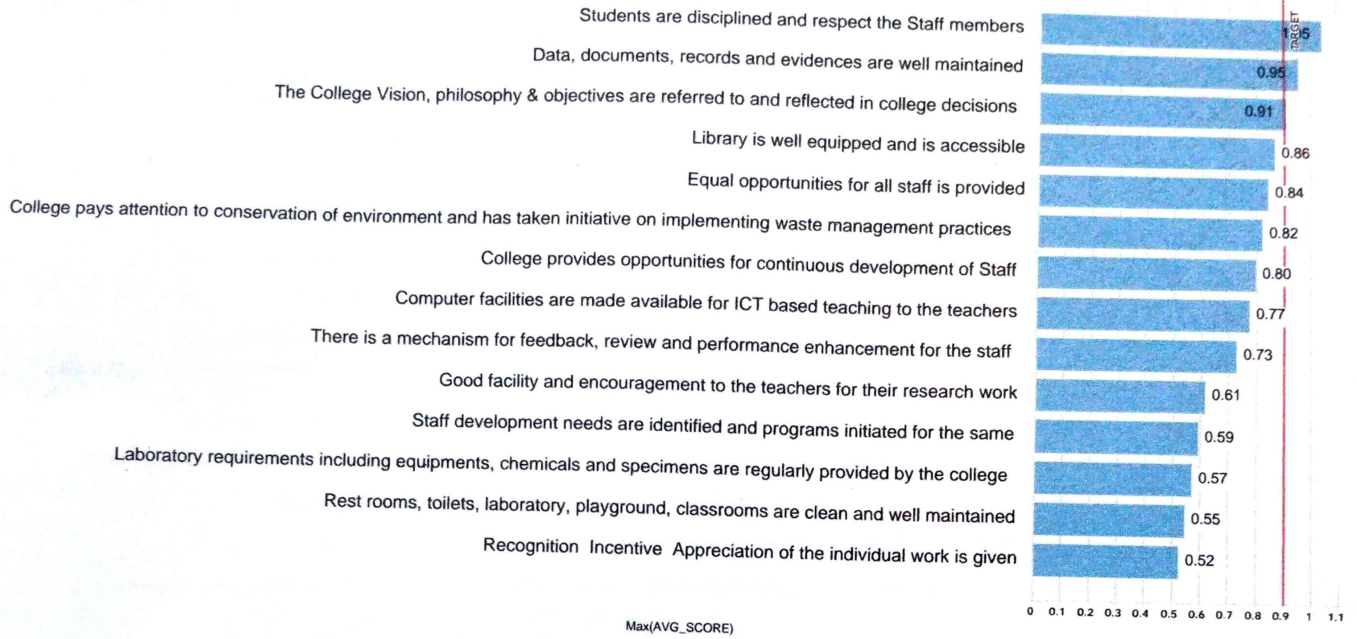 Students are disciplined and respect the Staff members
1.05
TARGET
Data, documents, records and evidences are well maintained
0.95
The College Vision, philosophy & objectives are referred to and reflected in college decisions
0.91
Library is well equipped and is accessible
0.86
Equal opportunities for all staff is provided
0.84
College pays attention to conservation of environment and has taken initiative on implementing waste management practices
0.82
College provides opportunities for continuous development of Staff
0.80
Computer facilities are made available for ICT based teaching to the teachers
0.77
There is a mechanism for feedback, review and performance enhancement for the staff
0.73
Good facility and encouragement to the teachers for their research work
0.61
Staff development needs are identified and programs initiated for the same
0.59
Laboratory requirements including equipments, chemicals and specimens are regularly provided by the college
0.57
Rest rooms, toilets, laboratory, playground, classrooms are clean and well maintained
0.55
Recognition Incentive Appreciation of the individual work is given
0.52
0 0.1 0.2 0.3 0.4 0.5 0.6 0.7 0.8 0.9 1 1.1
Max(AVG_SCORE)